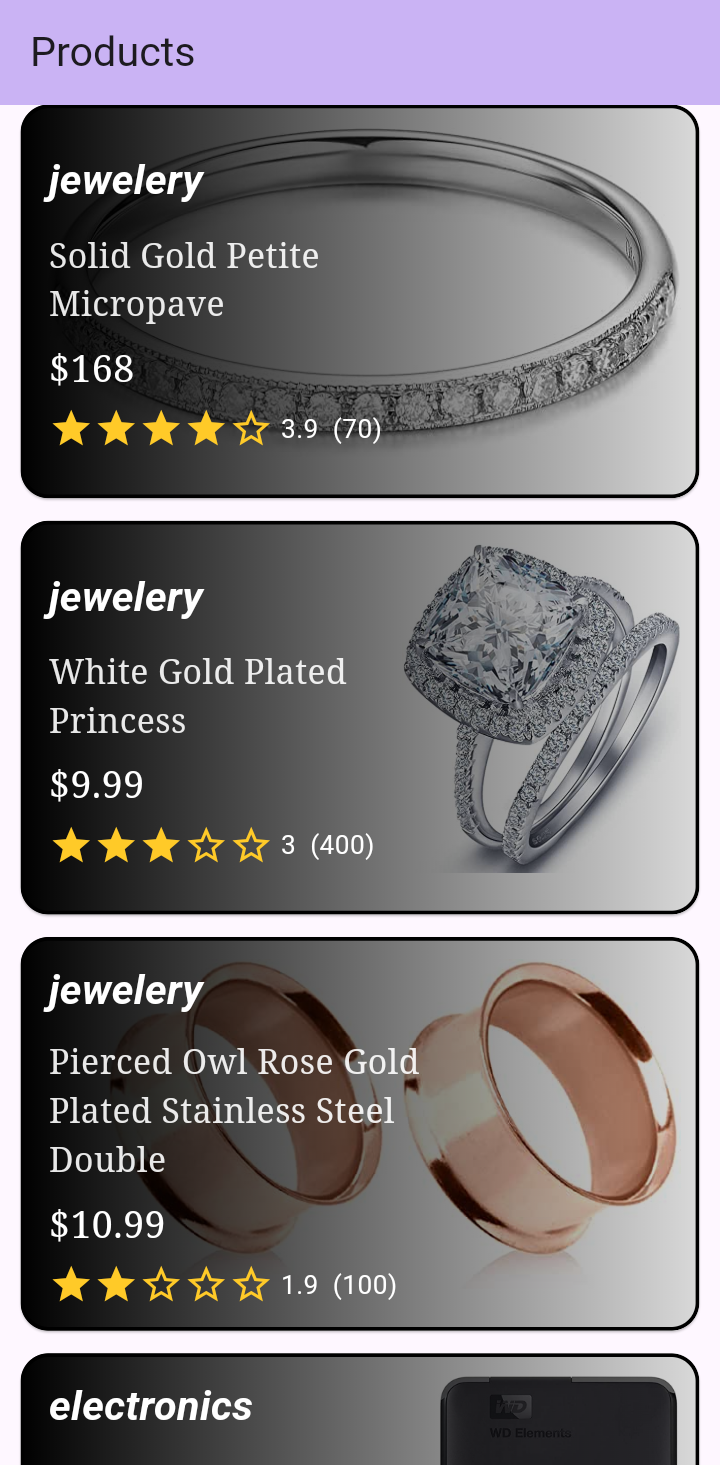 Products
jewelery
Solid Gold Petite
Micropave
$168
3.9 (70)
jewelery
White Gold Plated
Princess
$9.99
3 (400)
jewelery
Pierced Owl Rose Gold
Plated Stainless Steel
Double
$10.99
1.9 (100)
electronics
WD
WD Elements